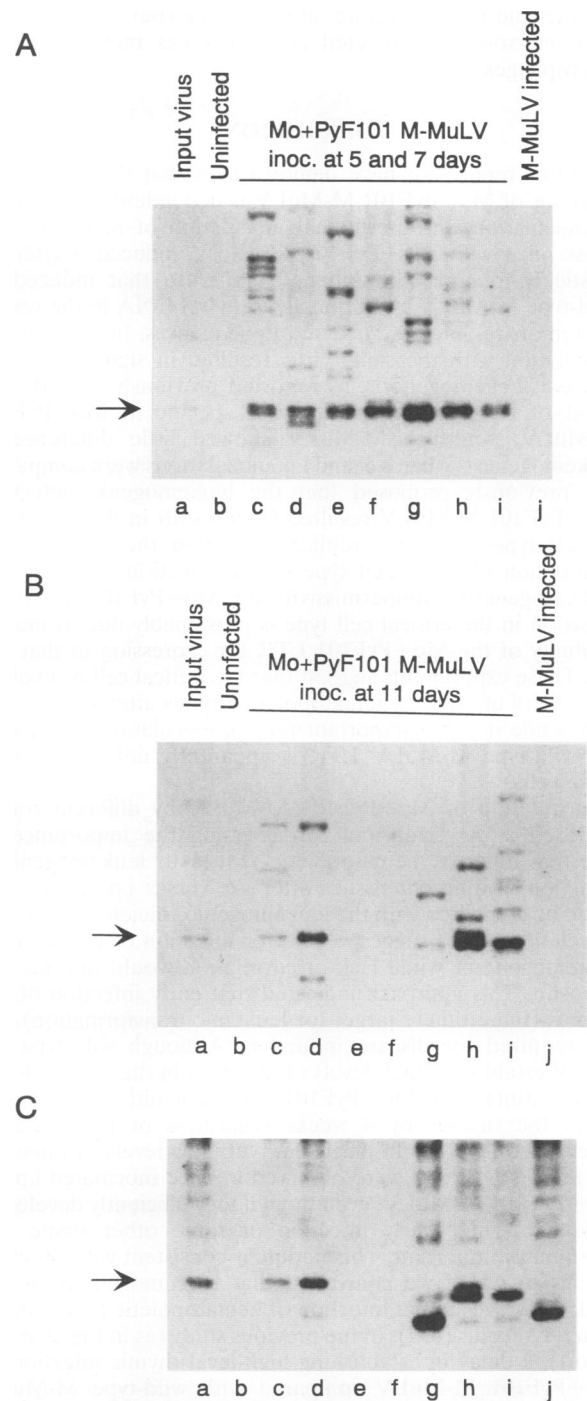 A
Input virus
Uninfected
Mo+PyF101 M-MuLV
inoc. at 5 and 7 days
M-MuLV infected
a b c d e f g h i j
B
Input virus
Uninfected
Mo+PyF101 M-MuLV
inoc. at 11 days
M-MuLV infected
a b c d e f g h i j
C
a b c d e f g h i j